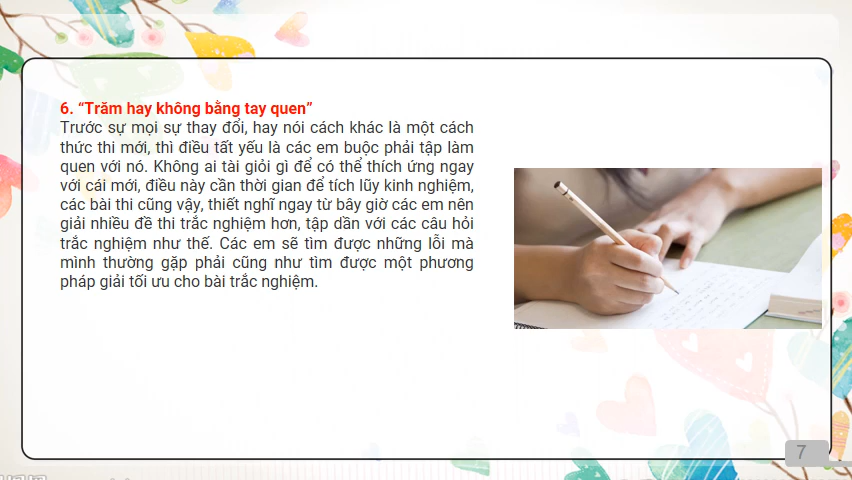 6. “Trăm hay không bằng tay quen”
Trước sự mọi sự thay đổi, hay nói cách khác là một cách
thức thi mới, thì điều tất yếu là các em buộc phải tập làm
quen với nó. Không ai tài giỏi gì để có thể thích ứng ngay
với cái mới, điều này cần thời gian để tích lũy kinh nghiệm,
các bài thi cũng vậy, thiết nghĩ ngay từ bây giờ các em nên
giải nhiều đề thi trắc nghiệm hơn, tập dần với các câu hỏi
trắc nghiệm như thế. Các em sẽ tìm được những lỗi mà
mình thường gặp phải cũng như tìm được một phương
pháp giải tối ưu cho bài trắc nghiệm.
7